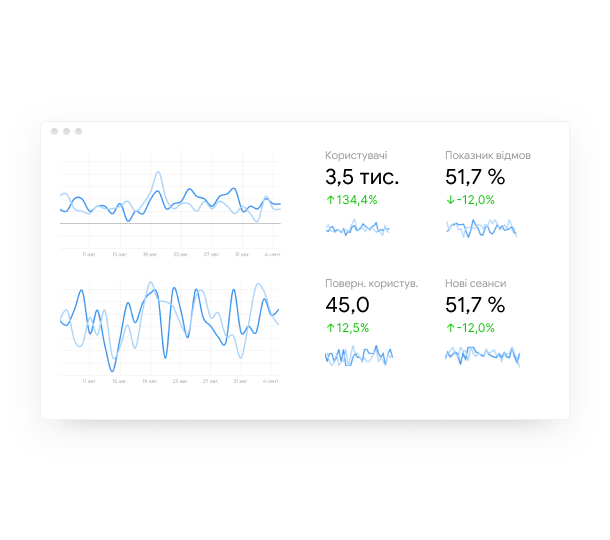 Користувачі
3,5 тис.
↑134,4%
Показник відмов
51,7 %
↓-12,0%
11 авг. 15 авг. 19 авг. 23 авг. 27 авг. 31 авг. 4 сент
Поверн. користув.
45,0
↑12,5%
Нові сеанси
51,7 %
↑-12,0%
11 авг. 15 авг. 19 авг. 23 авг. 27 авг. 31 авг. 4 сент